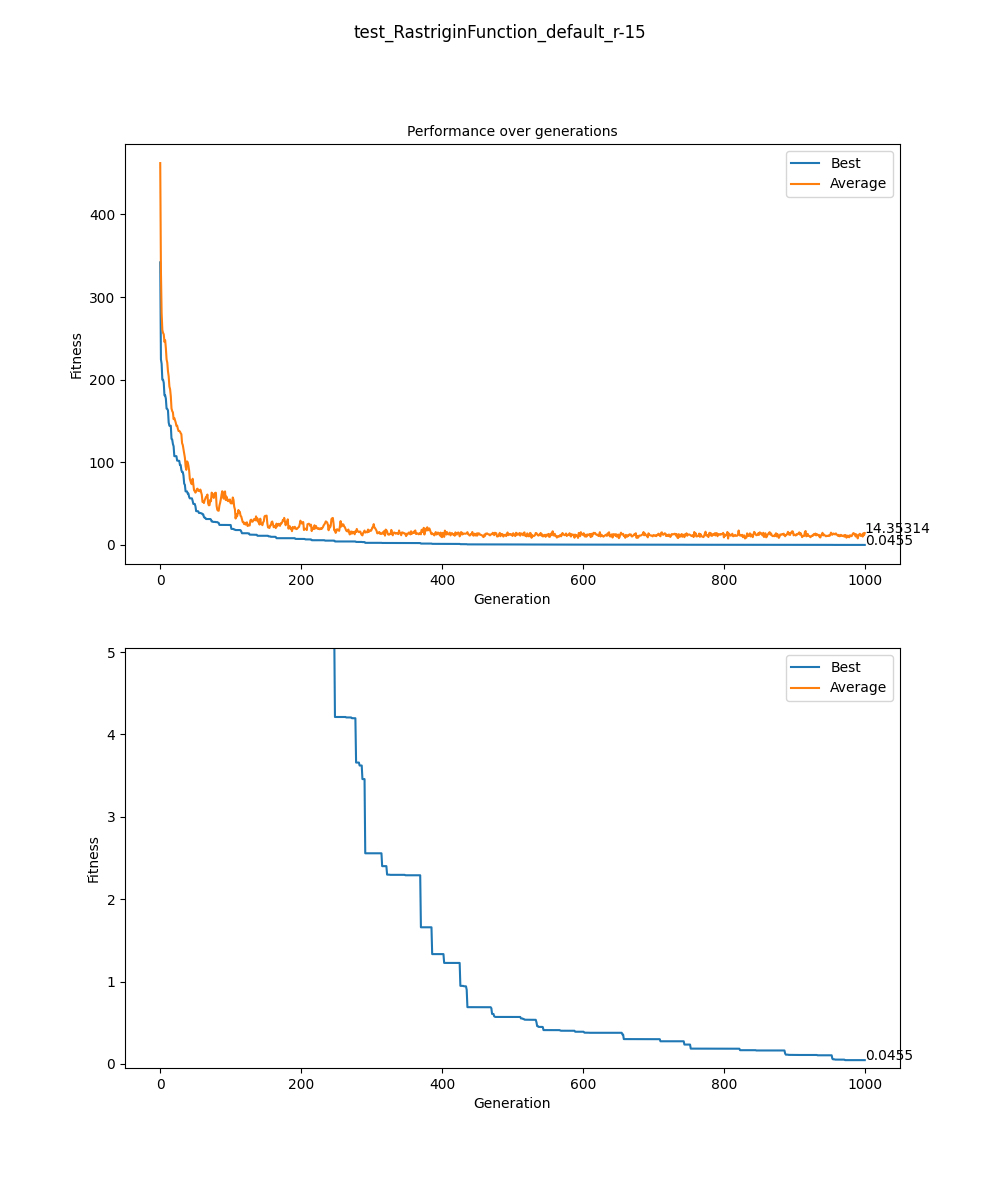 test_RastriginFunction_default_r-15
Performance over generations
Best
Average
400
300
200
100
0
Fitness
14.35314
0.0455
0 200 400 600 800 1000
Generation
Best
Average
5
4
3
2
1
0
Fitness
0.0455
0 200 400 600 800 1000
Generation